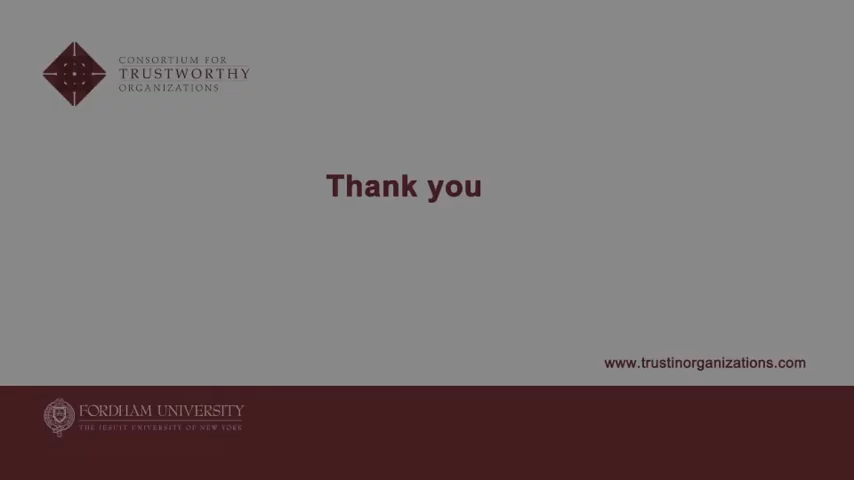 CONSORTIUM FOR
TRUSTWORTHY
ORGANIZATIONS
Thank you
www.trustinorganizations.com
FORDHAM UNIVERSITY
THE JESUIT UNIVERSITY OF NEW YORK